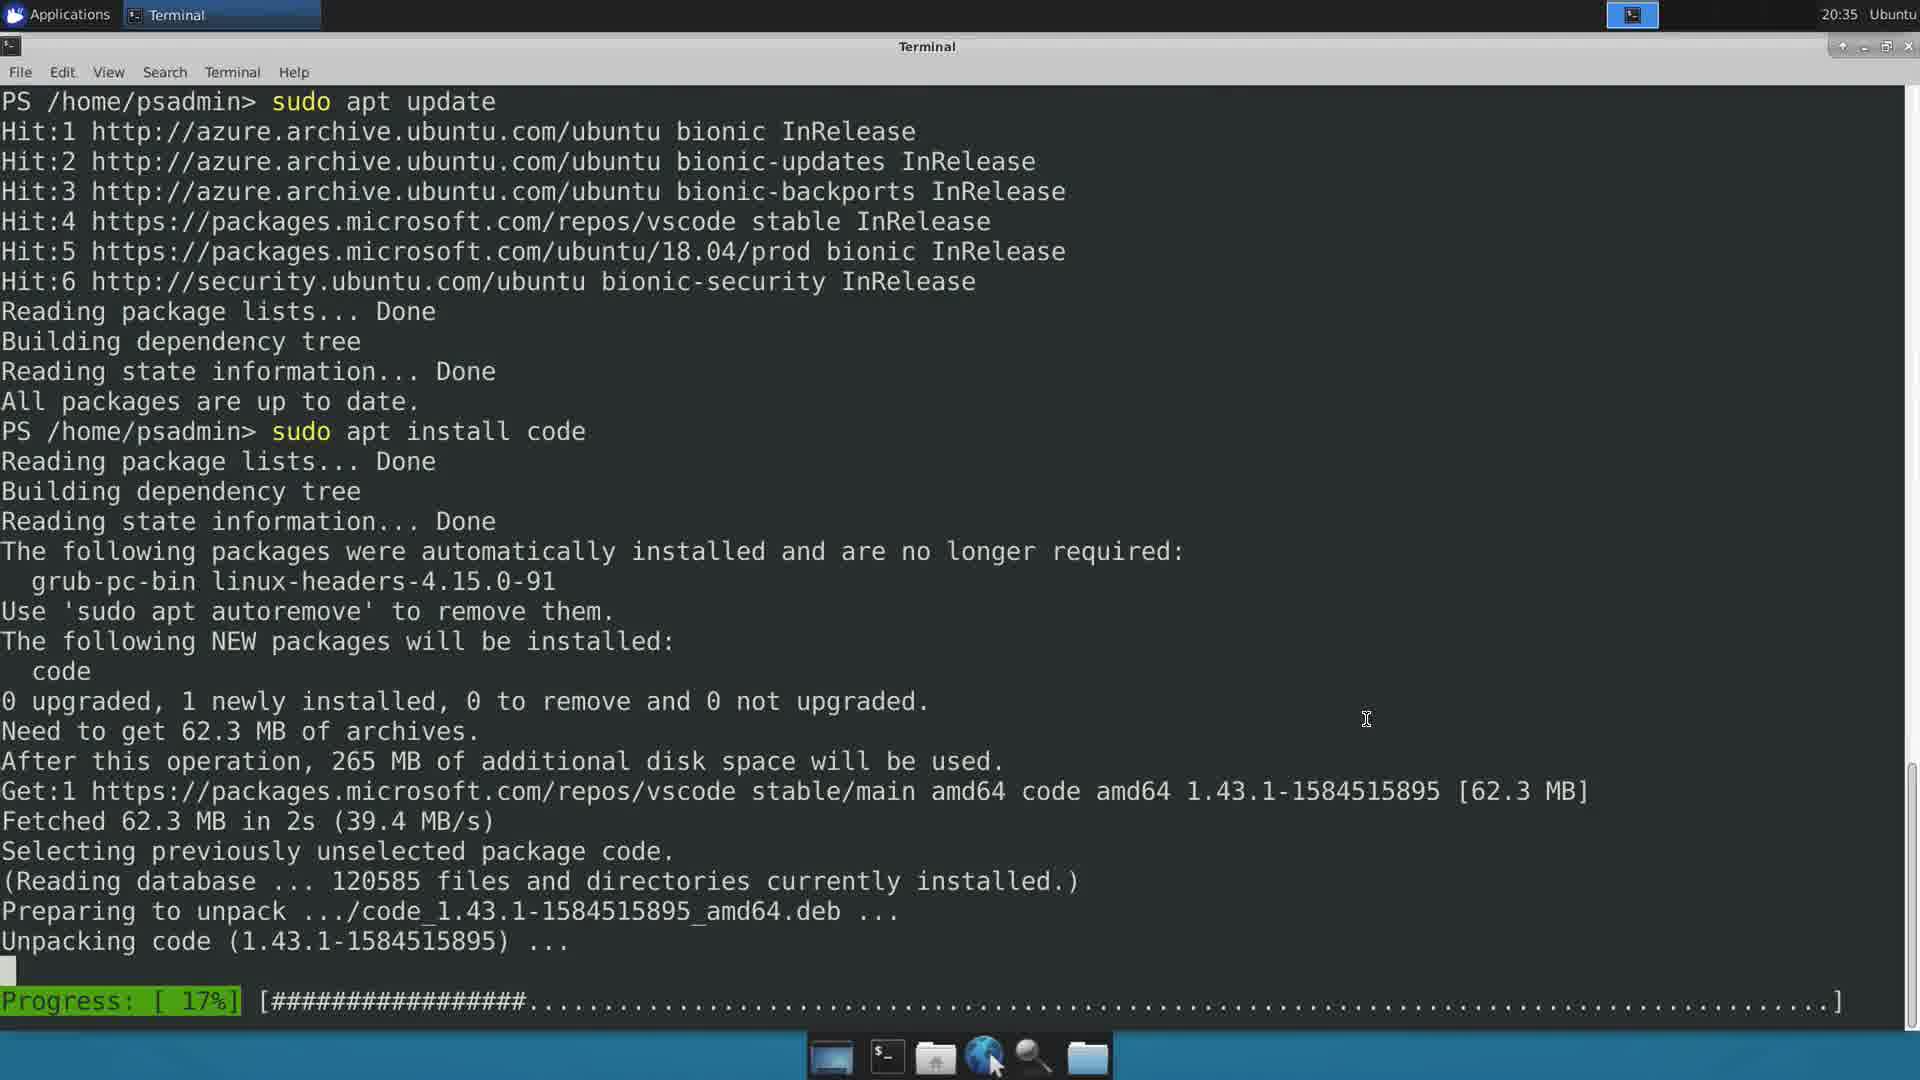 Applications
Terminal
20:35
Ubuntu
Terminal
File Edit View Search Terminal Help
PS /home/psadmin> sudo apt update
Hit:1 http://azure.archive.ubuntu.com/ubuntu bionic InRelease
Hit:2 http://azure.archive.ubuntu.com/ubuntu bionic-updates InRelease
Hit:3 http://azure.archive.ubuntu.com/ubuntu bionic-backports InRelease
Hit:4 https://packages.microsoft.com/repos/vscode stable InRelease
Hit:5 https://packages.microsoft.com/ubuntu/18.04/prod bionic InRelease
Hit:6 http://security.ubuntu.com/ubuntu bionic-security InRelease
Reading package lists... Done
Building dependency tree
Reading state information... Done
All packages are up to date.
PS /home/psadmin> sudo apt install code
Reading package lists... Done
Building dependency tree
Reading state information... Done
The following packages were automatically installed and are no longer required:
  grub-pc-bin linux-headers-4.15.0-91
Use 'sudo apt autoremove' to remove them.
The following NEW packages will be installed:
  code
0 upgraded, 1 newly installed, 0 to remove and 0 not upgraded.
Need to get 62.3 MB of archives.
After this operation, 265 MB of additional disk space will be used.
Get:1 https://packages.microsoft.com/repos/vscode stable/main amd64 code amd64 1.43.1-1584515895 [62.3 MB]
Fetched 62.3 MB in 2s (39.4 MB/s)
Selecting previously unselected package code.
(Reading database ... 120585 files and directories currently installed.)
Preparing to unpack .../code_1.43.1-1584515895_amd64.deb ...
Unpacking code (1.43.1-1584515895) ...
Progress: [ 17%] [#################.......................................................................................]